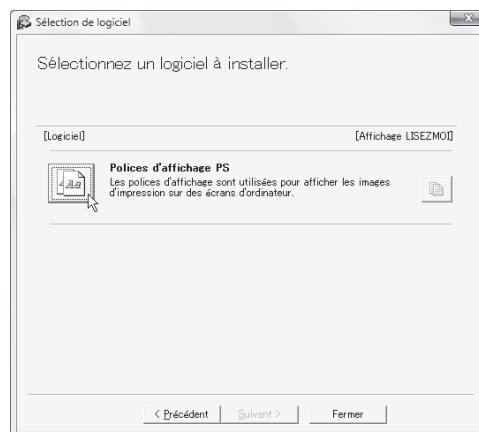 Sélection de logiciel
Sélectionnez un logiciel à installer.
[Logiciel] [Affichage LISEZMOI]
Polices d'affichage PS
Les polices d'affichage sont utilisées pour afficher les images
d'impression sur des écrans d'ordinateur.
< Précédent Suivant > Fermer